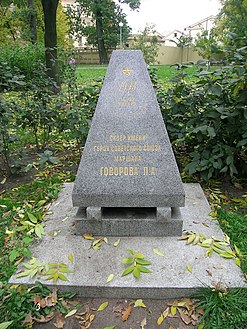 СКВЕР ИМЕНИ
ГЕРОЯ СОВЕТСКОГО СОЮЗА
МАРШАЛА
ГОВОРОВА Л.А.